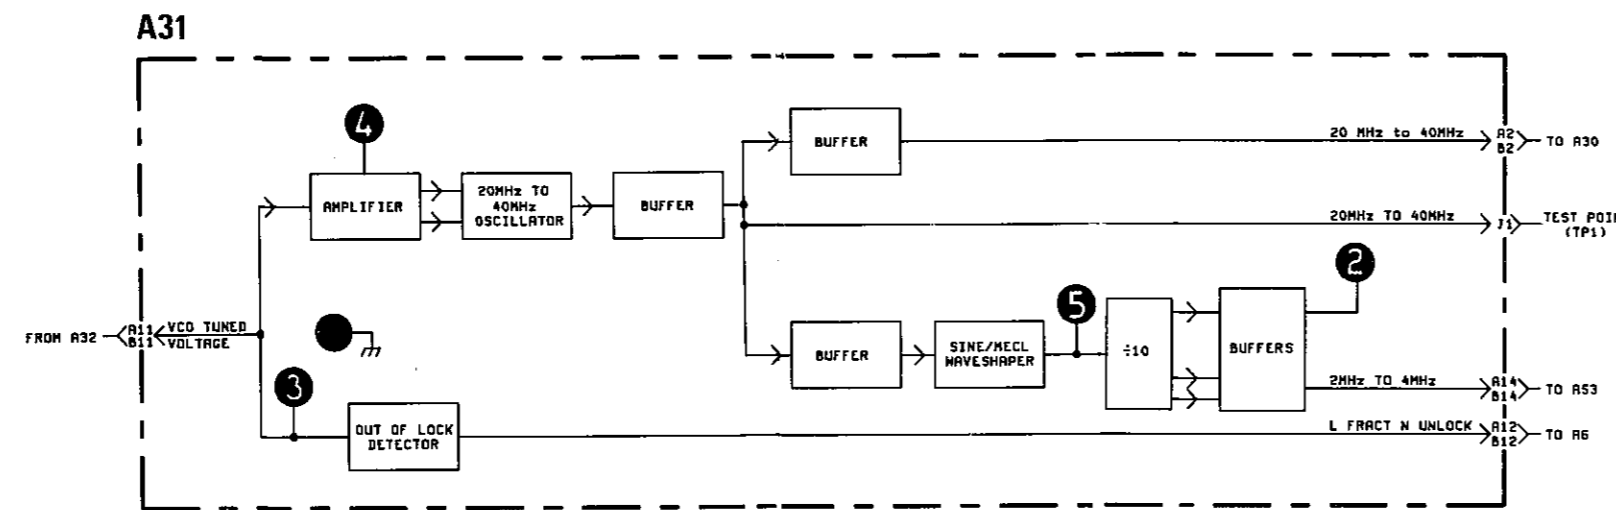 A31
4
AMPLIFIER
20MHz TO
40MHz
OSCILLATOR
BUFFER
BUFFER
20 MHz to 40MHz
A2
B2
TO A30
20MHz TO 40MHz
J1
TEST POI
(TP1)
FROM A32
A11
B11
VCO TUNED
VOLTAGE
3
OUT OF LOCK
DETECTOR
BUFFER
SINE/MECL
WAVESHAPER
5
÷10
BUFFERS
2
2MHz TO 4MHz
A14
B14
TO A53
L FRACT N UNLOCK
A12
B12
TO A6